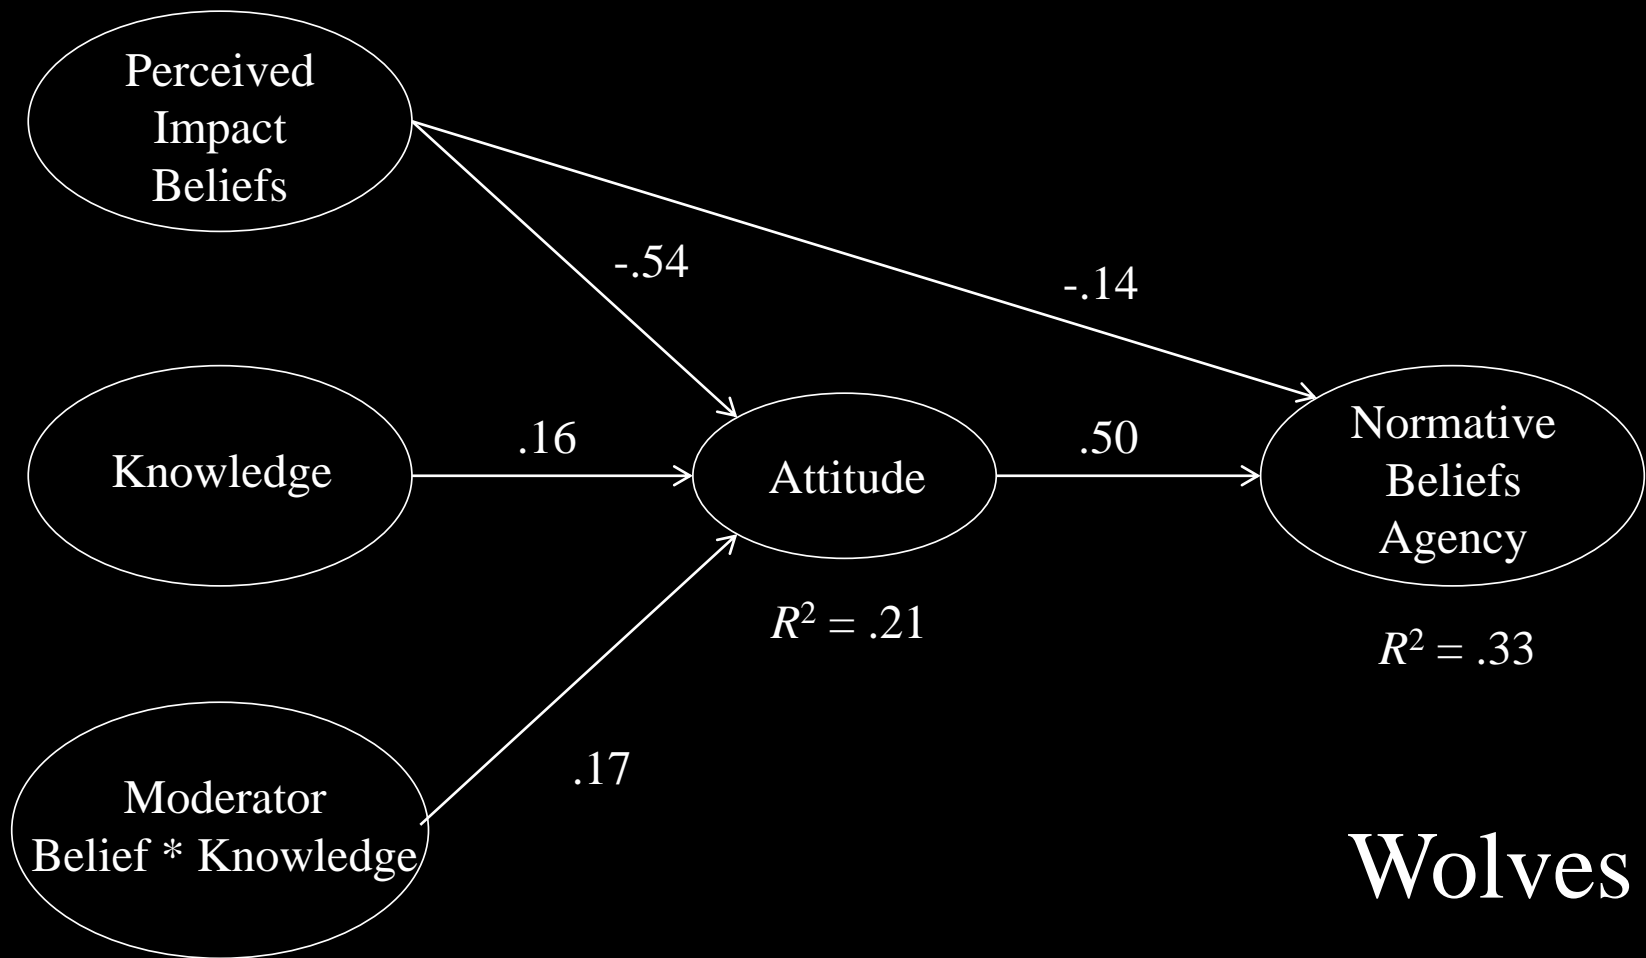 Perceived
Impact
Beliefs
-.54
-.14
Knowledge
.16
Attitude
.50
Normative
Beliefs
Agency
R² = .21
R² = .33
Moderator
Belief * Knowledge
.17
Wolves